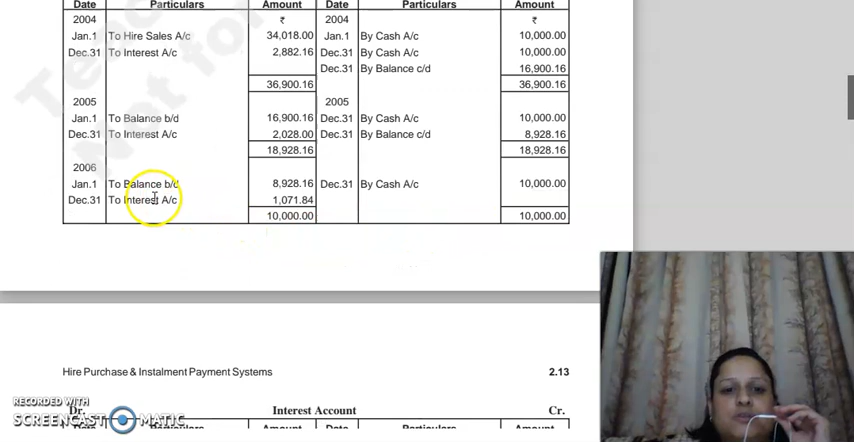 Date Particulars Amount Date Particulars Amount
2004 ₹ 2004 ₹
Jan.1 To Hire Sales A/c 34,018.00 Jan.1 By Cash A/c 10,000.00
Dec.31 To Interest A/c 2,882.16 Dec.31 By Cash A/c 10,000.00
Dec.31 By Balance c/d 16,900.16
36,900.16 36,900.16
2005 2005
Jan.1 To Balance b/d 16,900.16 Dec.31 By Cash A/c 10,000.00
Dec.31 To Interest A/c 2,028.00 Dec.31 By Balance c/d 8,928.16
18,928.16 18,928.16
2006
Jan.1 To Balance b/d 8,928.16 Dec.31 By Cash A/c 10,000.00
Dec.31 To Interest A/c 1,071.84
10,000.00 10,000.00
Hire Purchase & Instalment Payment Systems 2.13
RECORDED WITH
SCREENCAST MATIC
Dr. Interest Account Cr.
Date Particulars Amount Date Particulars Amount